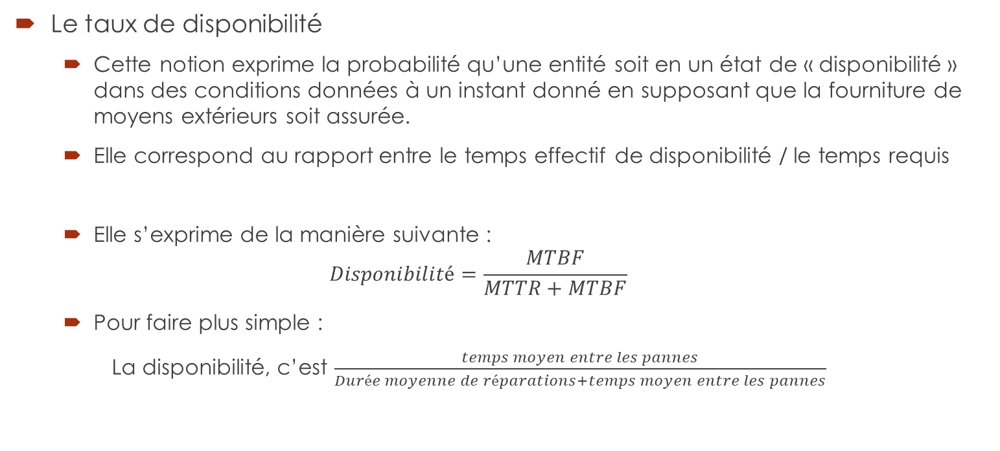 Le taux de disponibilité
Cette notion exprime la probabilité qu’une entité soit en un état de « disponibilité »
dans des conditions données à un instant donné en supposant que la fourniture de
moyens extérieurs soit assurée.
Elle correspond au rapport entre le temps effectif de disponibilité / le temps requis
Elle s’exprime de la manière suivante :
MTBF
Disponibilité =
MTTR + MTBF
Pour faire plus simple :
temps moyen entre les pannes
La disponibilité, c’est
Durée moyenne de réparations+temps moyen entre les pannes